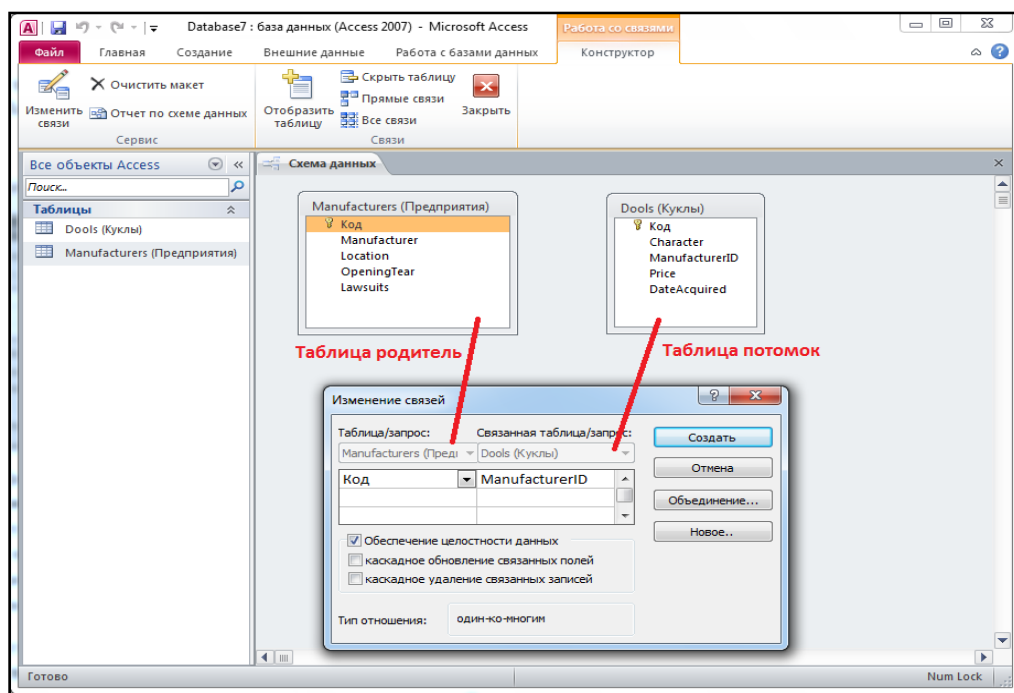 Database7 : база данных (Access 2007) - Microsoft Access
Работа со связями
Файл Главная Создание Внешние данные Работа с базами данных Конструктор
Изменить связи
Очистить макет
Отчет по схеме данных
Сервис
Отобразить таблицу
Скрыть таблицу
Прямые связи
Все связи
Закрыть
Связи
Все объекты Access
Поиск...
Таблицы
Dools (Куклы)
Manufacturers (Предприятия)
Схема данных
Manufacturers (Предприятия)
Код
Manufacturer
Location
OpeningTear
Lawsuits
Dools (Куклы)
Код
Character
ManufacturerID
Price
DateAcquired
Таблица родитель
Таблица потомок
Изменение связей
Таблица/запрос: Связанная таблица/запрос:
Manufacturers (Предп Dools (Куклы)
Код ManufacturerID
Обеспечение целостности данных
каскадное обновление связанных полей
каскадное удаление связанных записей
Тип отношения: один-ко-многим
Создать
Отмена
Объединение...
Новое..
Готово
Num Lock